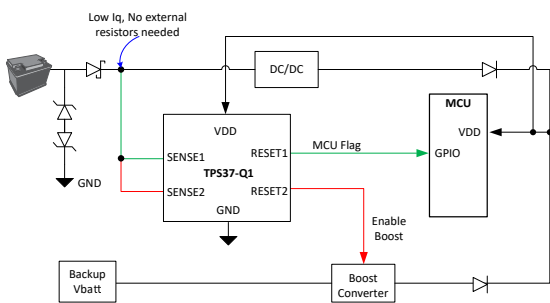 Low Iq, No external
resistors needed
DC/DC
MCU
VDD
VDD
SENSE1
RESET1
MCU Flag
GPIO
TPS37-Q1
GND
SENSE2
RESET2
GND
Enable
Boost
Backup
Vbatt
Boost
Converter